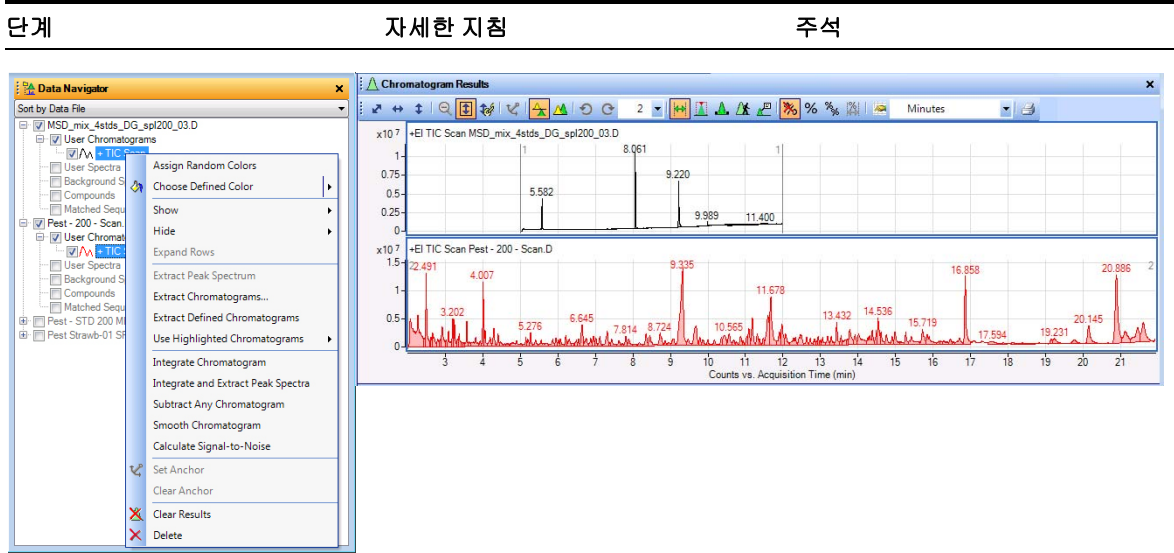 단계 자세한 지침 주석
Data Navigator
Sort by Data File
MSD_mix_4stds_DG_spl200_03.D
User Chromatograms
+ TIC Scan
User Spectra
Background S
Compounds
Matched Sequ
Pest - 200 - Scan.
User Chromat
+ TIC S
User Spectra
Background S
Compounds
Matched Sequ
Pest - STD 200 MI
Pest Strawb-01 SF
Assign Random Colors
Choose Defined Color
Show
Hide
Expand Rows
Extract Peak Spectrum
Extract Chromatograms...
Extract Defined Chromatograms
Use Highlighted Chromatograms
Integrate Chromatogram
Integrate and Extract Peak Spectra
Subtract Any Chromatogram
Smooth Chromatogram
Calculate Signal-to-Noise
Set Anchor
Clear Anchor
Clear Results
Delete
Chromatogram Results
2 % Minutes
x10 7 +EI TIC Scan MSD_mix_4stds_DG_spl200_03.D
1 1
1
0.75
0.5
0.25
0
5.582 8.061 9.220 9.989 11.400
x10 7 +EI TIC Scan Pest - 200 - Scan.D
2 2
1.5
1
0.5
0
2.491 3.202 4.007 5.276 6.645 7.814 8.724 9.335 10.565 11.678 13.432 14.536 15.719 16.858 17.594 19.231 20.145 20.886
3 4 5 6 7 8 9 10 11 12 13 14 15 16 17 18 19 20 21
Counts vs. Acquisition Time (min)